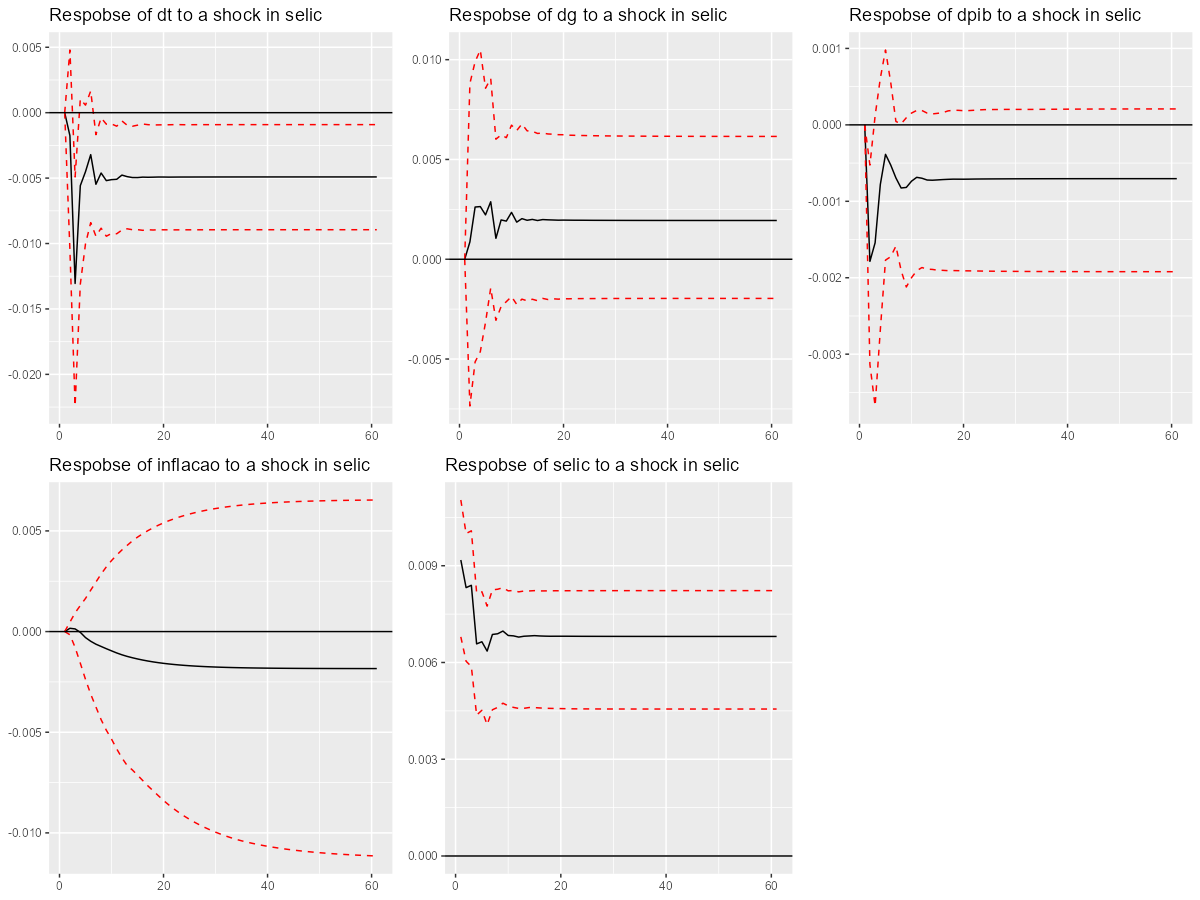 Respobse of dt to a shock in selic
0.005
0.000
-0.005
-0.010
-0.015
-0.020
0 20 40 60
Respobse of dg to a shock in selic
0.010
0.005
0.000
-0.005
0 20 40 60
Respobse of dpib to a shock in selic
0.001
0.000
-0.001
-0.002
-0.003
0 20 40 60
Respobse of inflacao to a shock in selic
0.005
0.000
-0.005
-0.010
0 20 40 60
Respobse of selic to a shock in selic
0.009
0.006
0.003
0.000
0 20 40 60